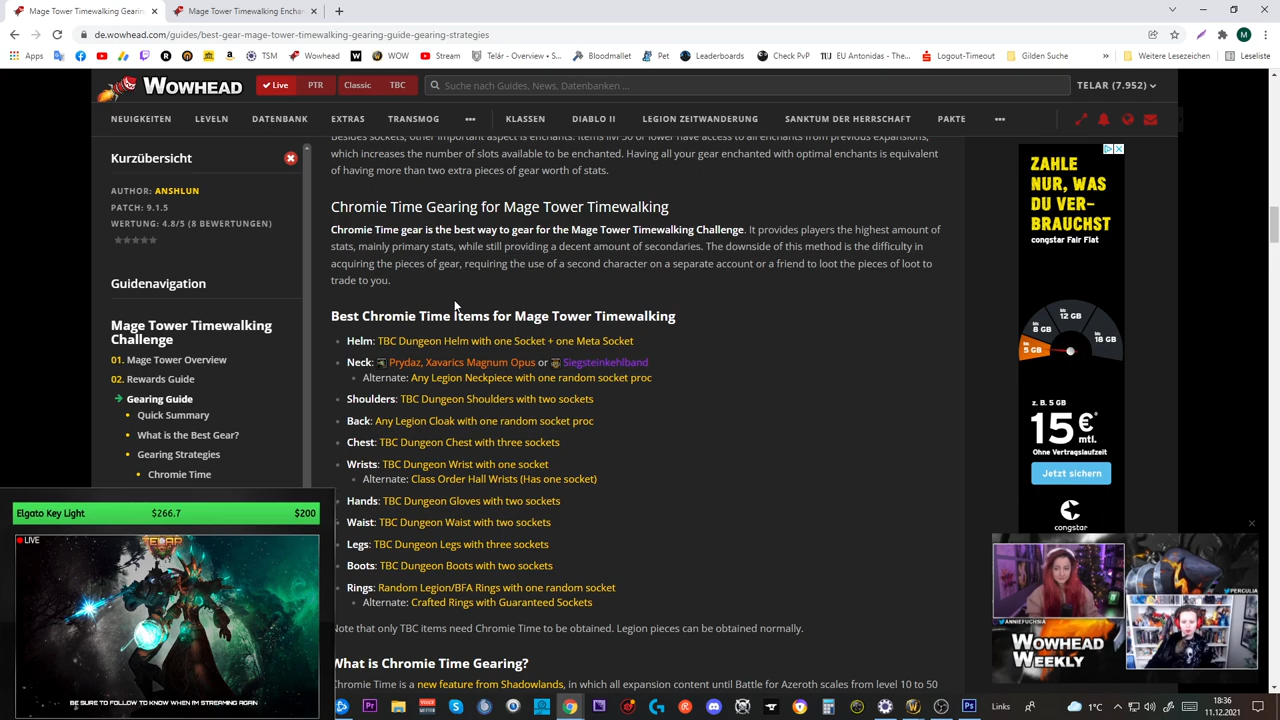 Mage Tower Timewalking Gearin
Mage Tower Timewalking Enchan
de.wowhead.com/guides/best-gear-mage-tower-timewalking-gearing-guide-gearing-strategies
Apps
TSM
Wowhead
WOW
Stream
Telár - Overview – S...
Bloodmallet
Pet
Leaderboards
Check PvP
EU Antonidas - The...
Logout-Timeout
Gilden Suche
»
Weitere Lesezeichen
Leseliste
WOWHEAD
Live
PTR
Classic
TBC
Suche nach Guides, News, Datenbanken ...
TELAR (7.952)
NEUIGKEITEN
LEVELN
DATENBANK
EXTRAS
TRANSMOG
KLASSEN
DIABLO II
LEGION ZEITWANDERUNG
SANKTUM DER HERRSCHAFT
PAKTE
Kurzübersicht
AUTHOR: ANSHLUN
PATCH: 9.1.5
WERTUNG: 4.8/5 (8 BEWERTUNGEN)
Guidenavigation
Mage Tower Timewalking
Challenge
01. Mage Tower Overview
02. Rewards Guide
Gearing Guide
Quick Summary
What is the Best Gear?
Gearing Strategies
Chromie Time
Besides sockets, other important aspect is enchants. Items ilvl 50 or lower have access to all enchants from previous expansions,
which increases the number of slots available to be enchanted. Having all your gear enchanted with optimal enchants is equivalent
of having more than two extra pieces of gear worth of stats.
Chromie Time Gearing for Mage Tower Timewalking
Chromie Time gear is the best way to gear for the Mage Tower Timewalking Challenge. It provides players the highest amount of
stats, mainly primary stats, while still providing a decent amount of secondaries. The downside of this method is the difficulty in
acquiring the pieces of gear, requiring the use of a second character on a separate account or a friend to loot the pieces of loot to
trade to you.
Best Chromie Time Items for Mage Tower Timewalking
Helm: TBC Dungeon Helm with one Socket + one Meta Socket
Neck: Prydaz, Xavarics Magnum Opus or Siegsteinkehlband
Alternate: Any Legion Neckpiece with one random socket proc
Shoulders: TBC Dungeon Shoulders with two sockets
Back: Any Legion Cloak with one random socket proc
Chest: TBC Dungeon Chest with three sockets
Wrists: TBC Dungeon Wrist with one socket
Alternate: Class Order Hall Wrists (Has one socket)
Hands: TBC Dungeon Gloves with two sockets
Waist: TBC Dungeon Waist with two sockets
Legs: TBC Dungeon Legs with three sockets
Boots: TBC Dungeon Boots with two sockets
Rings: Random Legion/BFA Rings with one random socket
Alternate: Crafted Rings with Guaranteed Sockets
Note that only TBC items need Chromie Time to be obtained. Legion pieces can be obtained normally.
What is Chromie Time Gearing?
Chromie Time is a new feature from Shadowlands, in which all expansion content until Battle for Azeroth scales from level 10 to 50
ZAHLE
NUR, WAS
DU VER-
BRAUCHST
congstar Fair Flat
bis 5 GB
bis 8 GB
bis 12 GB
bis 18 GB
z. B. 5 GB
15 €*
mtl.
Ohne Vertragslaufzeit
Jetzt sichern
congstar
Elgato Key Light
$266.7
$200
LIVE
TELAR
BE SURE TO FOLLOW TO KNOW WHEN I'M STREAMING AGAIN
/ANNIEFUCHSIA
/PERCULIA
WOWHEAD
WEEKLY
Links
1°C
18:36
11.12.2021